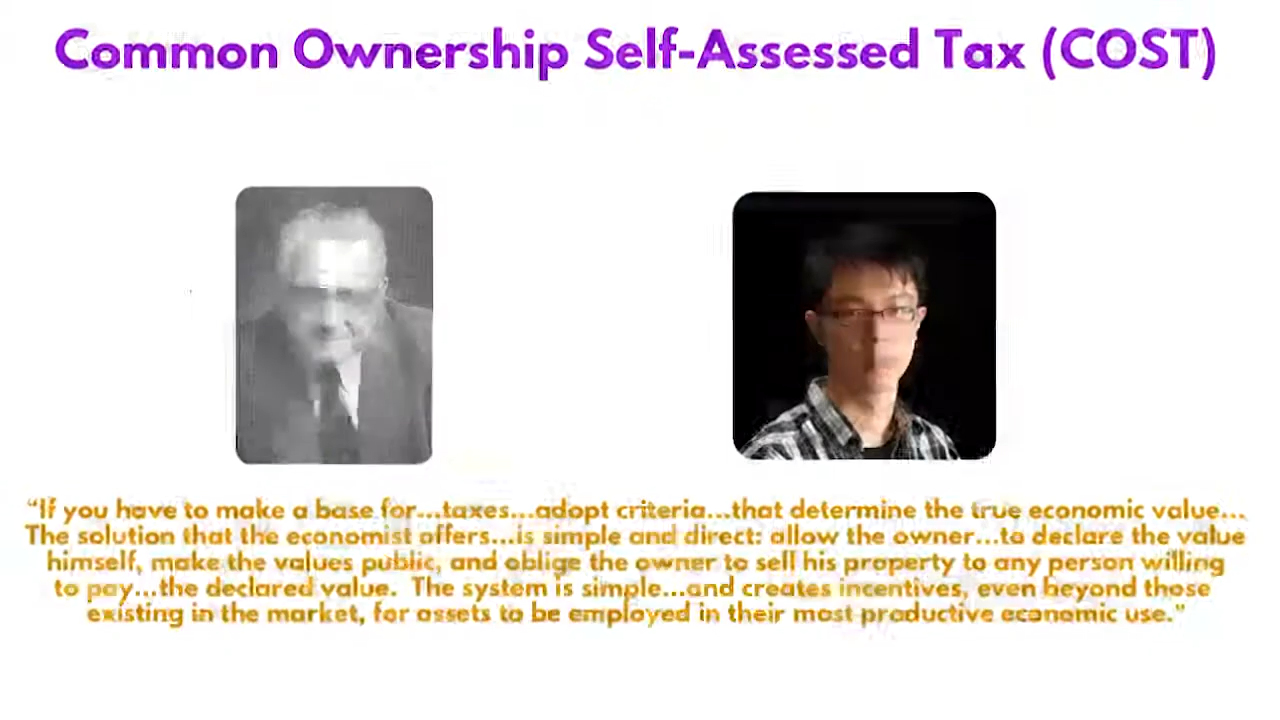 Common Ownership Self-Assessed Tax (COST)
“If you have to make a base for...taxes...adopt criteria...that determine the true economic value...
The solution that the economist offers...is simple and direct: allow the owner...to declare the value
himself, make the values public, and oblige the owner to sell his property to any person willing
to pay...the declared value.  The system is simple...and creates incentives, even beyond those
existing in the market, for assets to be employed in their most productive economic use.”